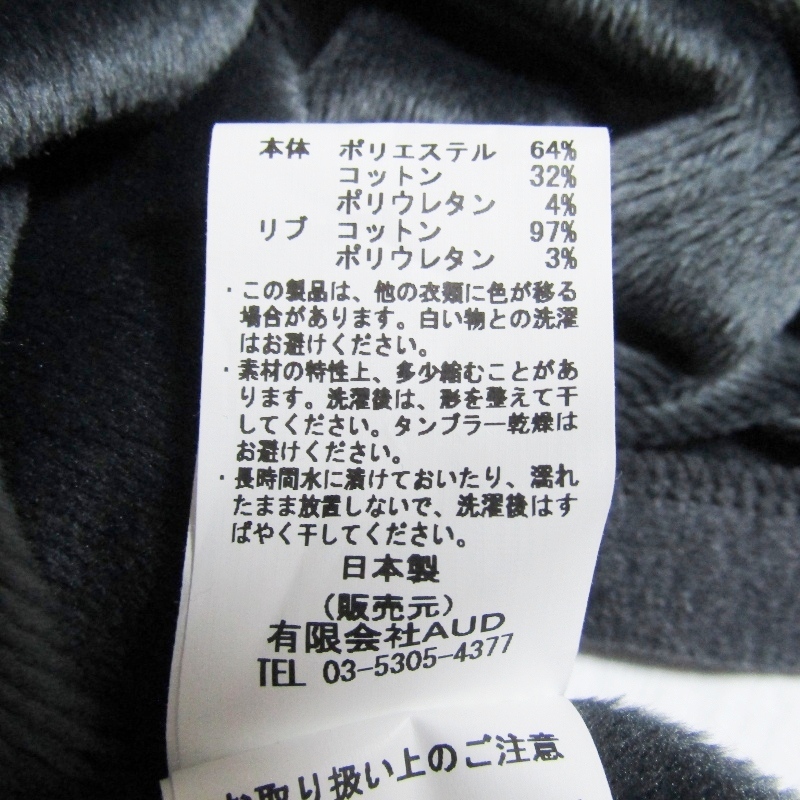 本体 ポリエステル 64%
コットン 32%
ポリウレタン 4%
リブ コットン 97%
ポリウレタン 3%
・この製品は、他の衣類に色が移る
場合があります。白い物との洗濯
はお避けください。
・素材の特性上、多少縮むことがあ
ります。洗濯後は、形を整えて干
してください。タンブラー乾燥は
お避けください。
・長時間水に漬けておいたり、濡れ
たまま放置しないで、洗濯後はす
ばやく干してください。
日本製
(販売元)
有限会社AUD
TEL 03-5305-4377
お取り扱い上のご注意